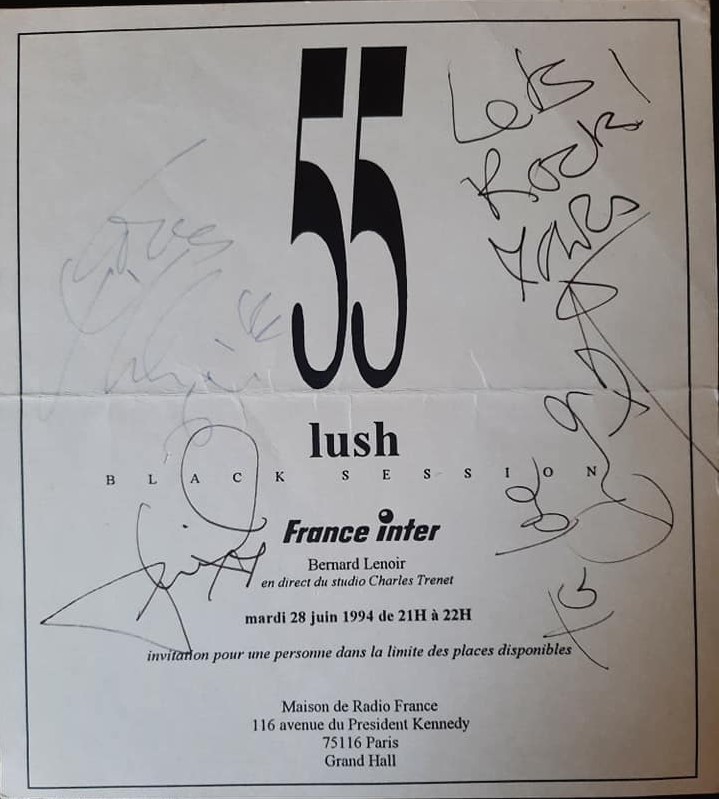 55
Lets
Rock!
Yours
lush
BLACK SESSION
France inter
Bernard Lenoir
en direct du studio Charles Trenet
mardi 28 juin 1994 de 21H à 22H
invitation pour une personne dans la limite des places disponibles
Maison de Radio France
116 avenue du President Kennedy
75116 Paris
Grand Hall